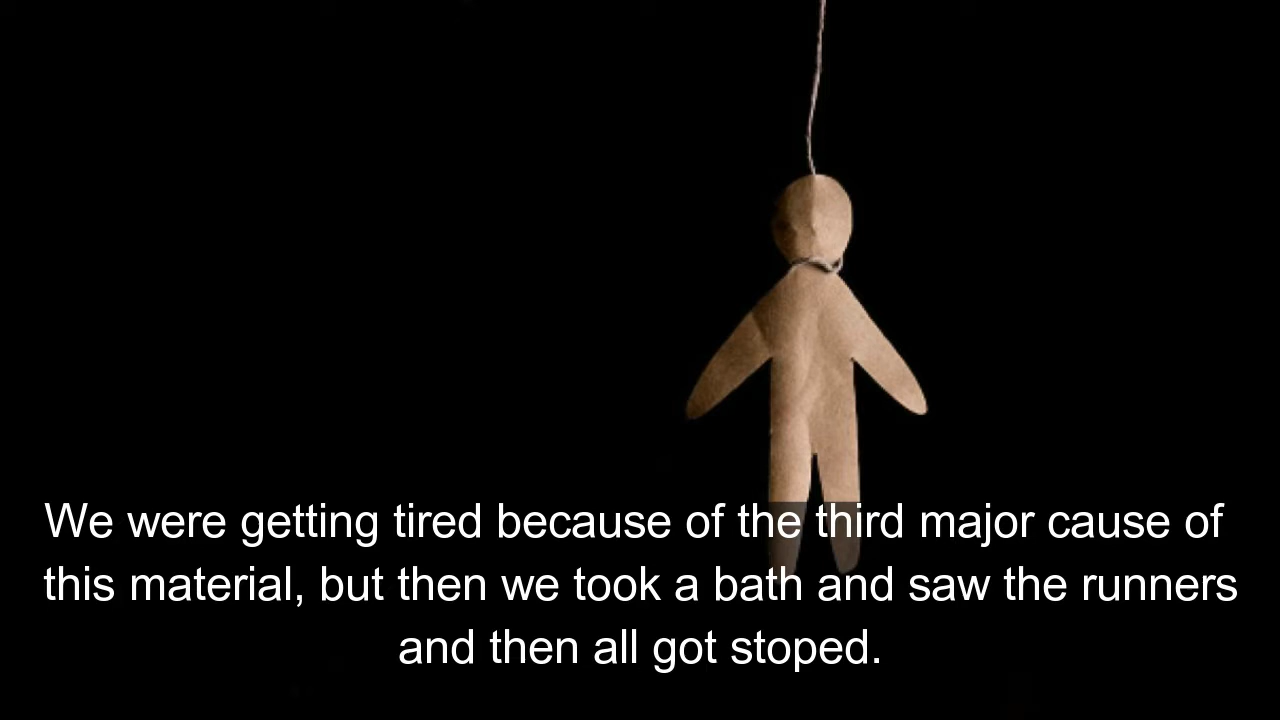 We were getting tired because of the third major cause of
this material, but then we took a bath and saw the runners
and then all got stoped.